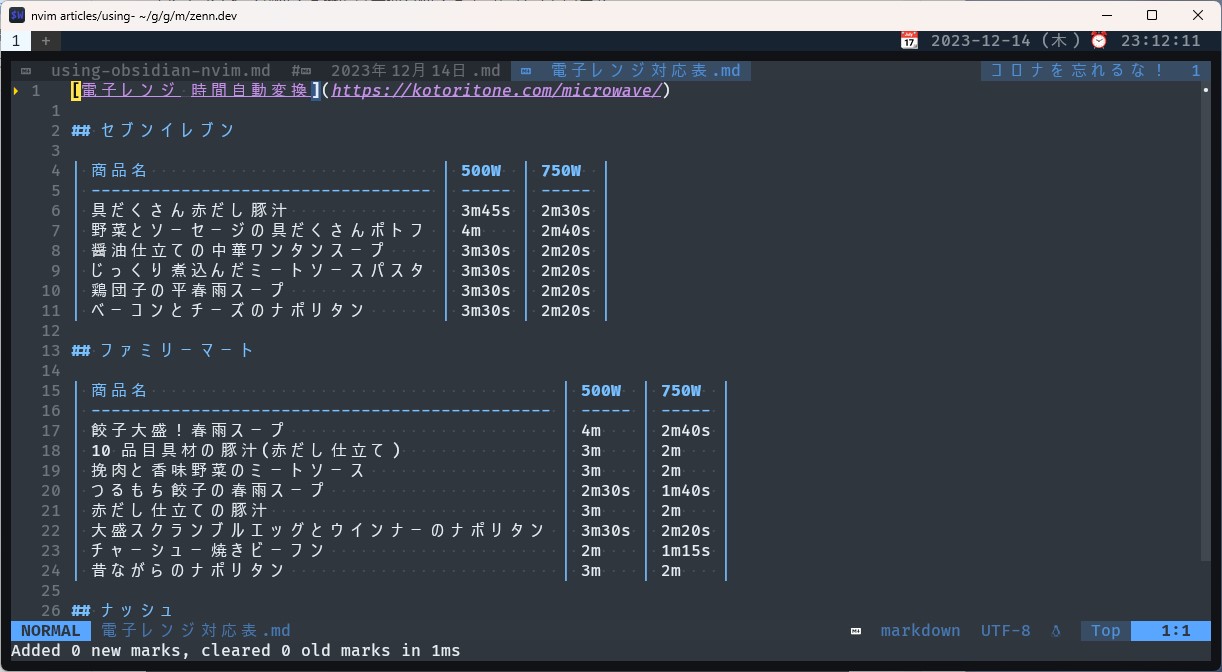 nvim articles/using- ~/g/g/m/zenn.dev
1 + 2023-12-14 (木) 23:12:11
using-obsidian-nvim.md # 2023年12月14日.md 電子レンジ対応表.md コロナを忘れるな! 1
1 [電子レンジ 時間自動変換](https://kotoritone.com/microwave/)
1
2 ## セブンイレブン
3
4 | 商品名 | 500W | 750W |
5 | ---------------------------------- | ----- | ----- |
6 | 具だくさん赤だし豚汁 | 3m45s | 2m30s |
7 | 野菜とソーセージの具だくさんポトフ | 4m | 2m40s |
8 | 醤油仕立ての中華ワンタンスープ | 3m30s | 2m20s |
9 | じっくり煮込んだミートソースパスタ | 3m30s | 2m20s |
10 | 鶏団子の平春雨スープ | 3m30s | 2m20s |
11 | ベーコンとチーズのナポリタン | 3m30s | 2m20s |
12
13 ## ファミリーマート
14
15 | 商品名 | 500W | 750W |
16 | ---------------------------------------------- | ----- | ----- |
17 | 餃子大盛!春雨スープ | 4m | 2m40s |
18 | 10 品目具材の豚汁(赤だし仕立て) | 3m | 2m |
19 | 挽肉と香味野菜のミートソース | 3m | 2m |
20 | つるもち餃子の春雨スープ | 2m30s | 1m40s |
21 | 赤だし仕立ての豚汁 | 3m | 2m |
22 | 大盛スクランブルエッグとウインナーのナポリタン | 3m30s | 2m20s |
23 | チャーシュー焼きビーフン | 2m | 1m15s |
24 | 昔ながらのナポリタン | 3m | 2m |
25
26 ## ナッシュ
NORMAL 電子レンジ対応表.md markdown UTF-8 Top 1:1
Added 0 new marks, cleared 0 old marks in 1ms